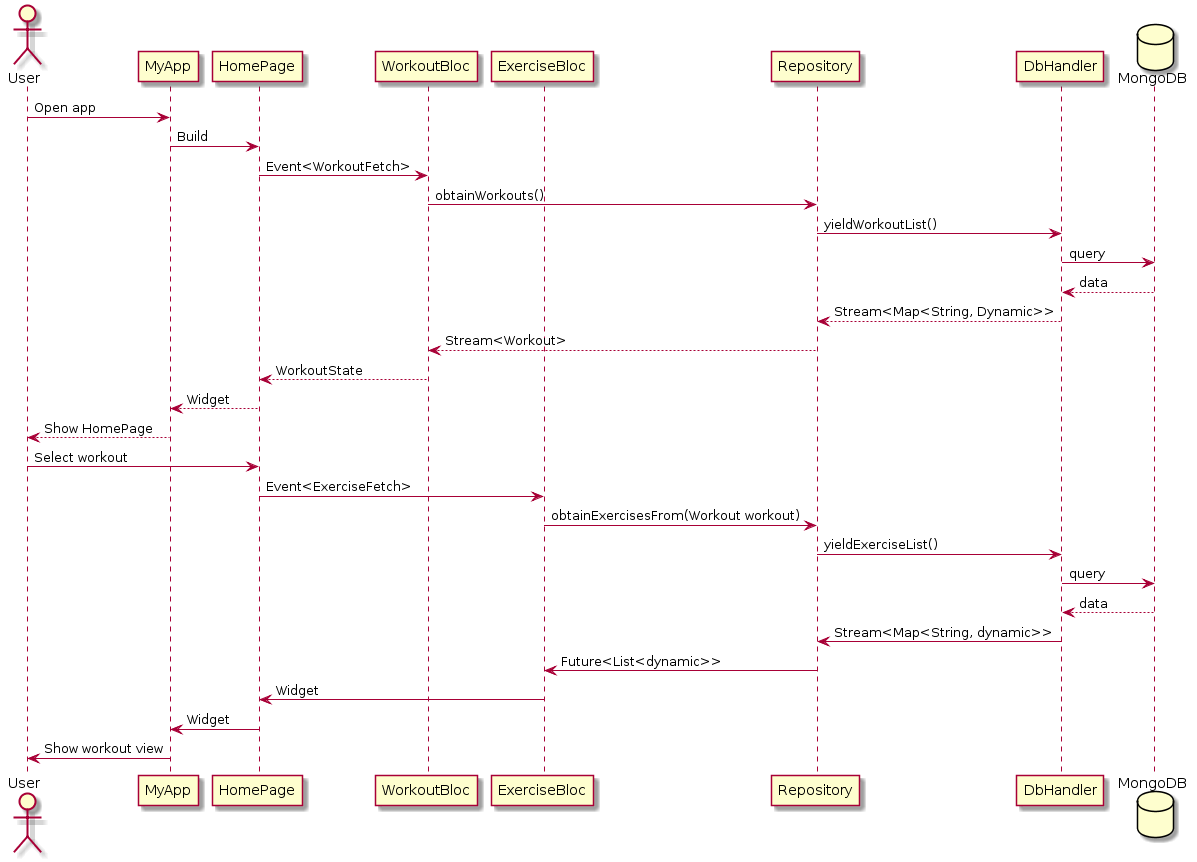 User
MyApp
HomePage
WorkoutBloc
ExerciseBloc
Repository
DbHandler
MongoDB
Open app
Build
Event<WorkoutFetch>
obtainWorkouts()
yieldWorkoutList()
query
data
Stream<Map<String, Dynamic>>
Stream<Workout>
WorkoutState
Widget
Show HomePage
Select workout
Event<ExerciseFetch>
obtainExercisesFrom(Workout workout)
yieldExerciseList()
query
data
Stream<Map<String, dynamic>>
Future<List<dynamic>>
Widget
Widget
Show workout view
User
MyApp
HomePage
WorkoutBloc
ExerciseBloc
Repository
DbHandler
MongoDB